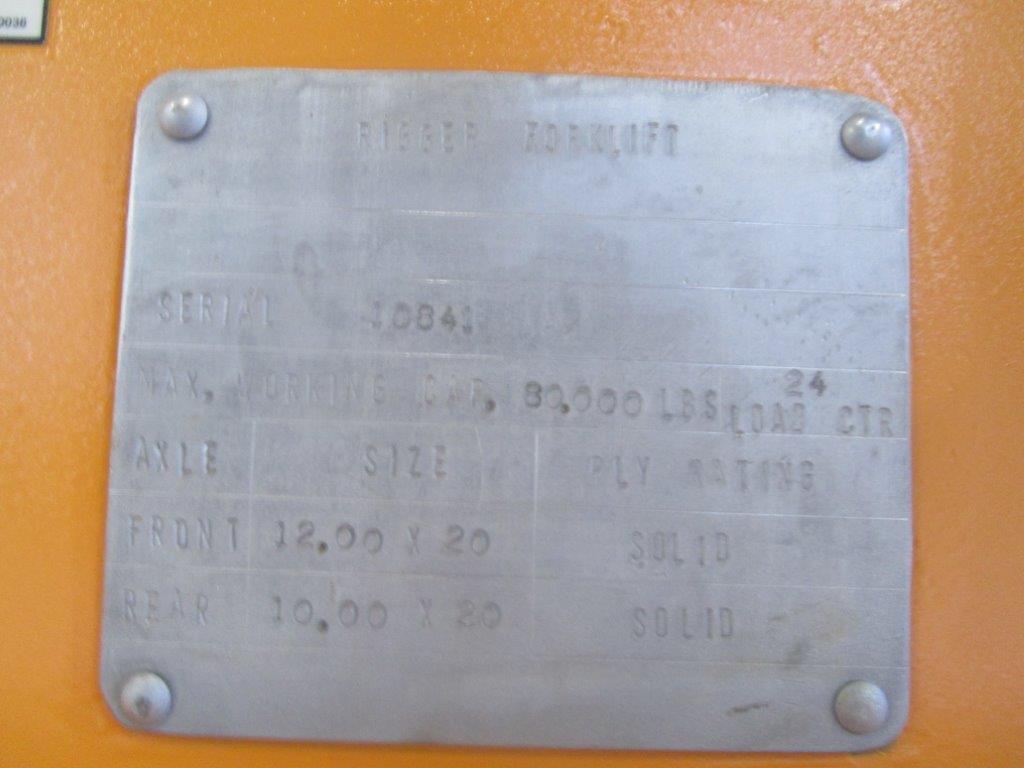 0036
RIGGER FORKLIFT
SERIAL 10841
MAX. WORKING CAP. 80,000 LBS 24 LOAD CTR
AXLE SIZE PLY RATING
FRONT 12.00 X 20 SOLID
REAR 10.00 X 20 SOLID